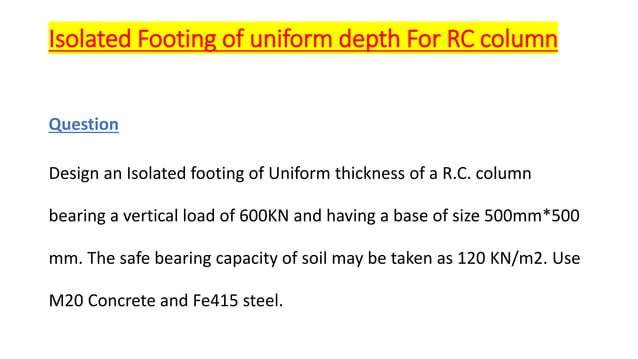 Isolated Footing of uniform depth For RC column
Question
Design an Isolated footing of Uniform thickness of a R.C. column
bearing a vertical load of 600KN and having a base of size 500mm*500
mm. The safe bearing capacity of soil may be taken as 120 KN/m2. Use
M20 Concrete and Fe415 steel.